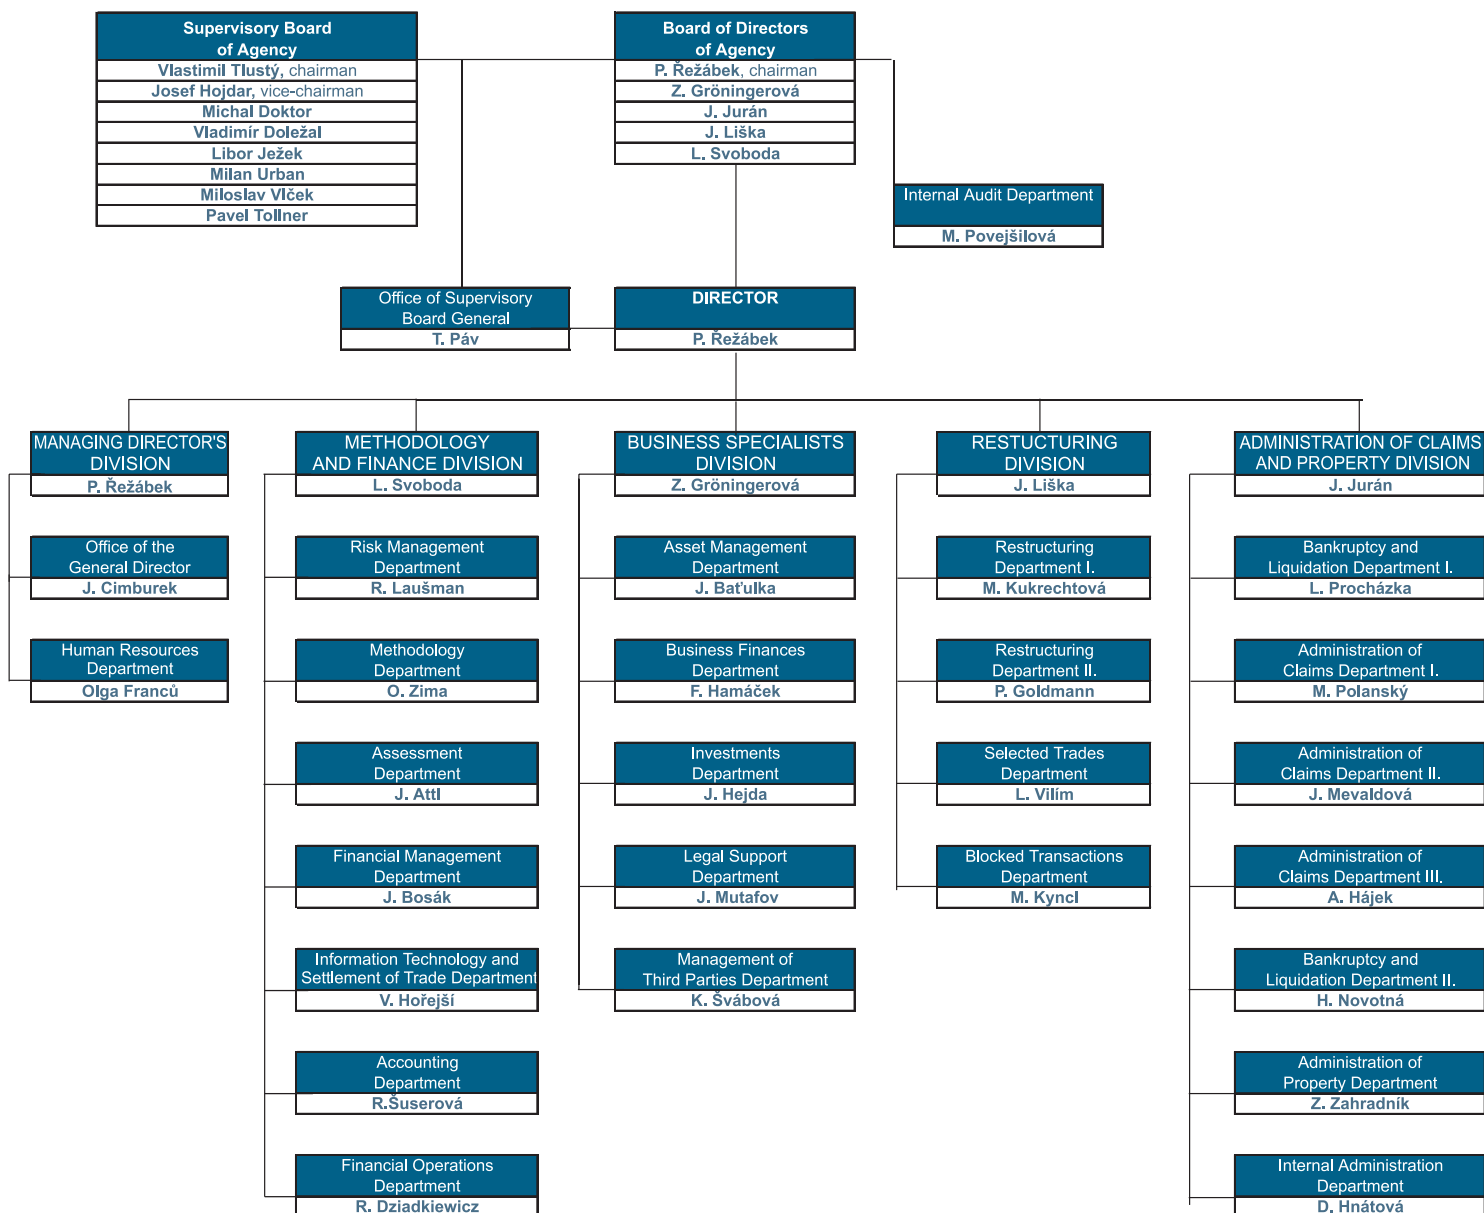 Supervisory Board
of Agency
Vlastimil Tlustý, chairman
Josef Hojdar, vice-chairman
Michal Doktor
Vladimír Doležal
Libor Ježek
Milan Urban
Miloslav Vlček
Pavel Tollner
Board of Directors
of Agency
P. Řežábek, chairman
Z. Gröningerová
J. Jurán
J. Liška
L. Svoboda
Internal Audit Department
M. Povejšilová
Office of Supervisory
Board General
T. Páv
DIRECTOR
P. Řežábek
MANAGING DIRECTOR'S
DIVISION
P. Řežábek
Office of the
General Director
J. Cimburek
Human Resources
Department
Olga Franců
METHODOLOGY
AND FINANCE DIVISION
L. Svoboda
Risk Management
Department
R. Laušman
Methodology
Department
O. Zima
Assessment
Department
J. Attl
Financial Management
Department
J. Bosák
Information Technology and
Settlement of Trade Department
V. Hořejší
Accounting
Department
R.Šuserová
Financial Operations
Department
R. Dziadkiewicz
BUSINESS SPECIALISTS
DIVISION
Z. Gröningerová
Asset Management
Department
J. Baťulka
Business Finances
Department
F. Hamáček
Investments
Department
J. Hejda
Legal Support
Department
J. Mutafov
Management of
Third Parties Department
K. Švábová
RESTUCTURING
DIVISION
J. Liška
Restructuring
Department I.
M. Kukrechtová
Restructuring
Department II.
P. Goldmann
Selected Trades
Department
L. Vilím
Blocked Transactions
Department
M. Kyncl
ADMINISTRATION OF CLAIMS
AND PROPERTY DIVISION
J. Jurán
Bankruptcy and
Liquidation Department I.
L. Procházka
Administration of
Claims Department I.
M. Polanský
Administration of
Claims Department II.
J. Mevaldová
Administration of
Claims Department III.
A. Hájek
Bankruptcy and
Liquidation Department II.
H. Novotná
Administration of
Property Department
Z. Zahradník
Internal Administration
Department
D. Hnátová